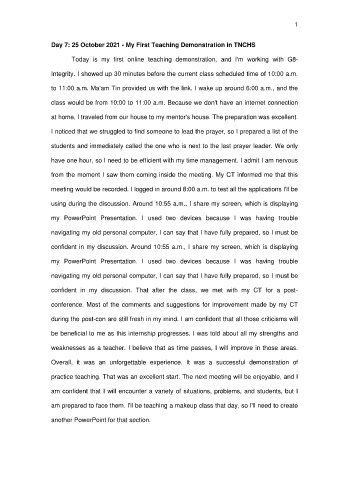 1
Day 7: 25 October 2021 - My First Teaching Demonstration in TNCHS
Today is my first online teaching demonstration, and I'm working with G8-
Integrity. I showed up 30 minutes before the current class scheduled time of 10:00 a.m.
to 11:00 a.m. Ma'am Tin provided us with the link. I wake up around 6:00 a.m., and the
class would be from 10:00 to 11:00 a.m. Because we don't have an internet connection
at home, I traveled from our house to my mentor's house. The preparation was excellent.
I noticed that we struggled to find someone to lead the prayer, so I prepared a list of the
students and immediately called the one who is next to the last prayer leader. We only
have one hour, so I need to be efficient with my time management. I admit I am nervous
from the moment I saw them coming inside the meeting. My CT informed me that this
meeting would be recorded. I logged in around 8:00 a.m. to test all the applications I'll be
using during the discussion. Around 10:55 a.m., I share my screen, which is displaying
my PowerPoint Presentation. I used two devices because I was having trouble
navigating my old personal computer, I can say that I have fully prepared, so I must be
confident in my discussion. Around 10:55 a.m., I share my screen, which is displaying
my PowerPoint Presentation. I used two devices because I was having trouble
navigating my old personal computer, I can say that I have fully prepared, so I must be
confident in my discussion. That after the class, we met with my CT for a post-
conference. Most of the comments and suggestions for improvement made by my CT
during the post-con are still fresh in my mind. I am confident that all those criticisms will
be beneficial to me as this internship progresses. I was told about all my strengths and
weaknesses as a teacher. I believe that as time passes, I will improve in those areas.
Overall, it was an unforgettable experience. It was a successful demonstration of
practice teaching. That was an excellent start. The next meeting will be enjoyable, and I
am confident that I will encounter a variety of situations, problems, and students, but I
am prepared to face them. I'll be teaching a makeup class that day, so I'll need to create
another PowerPoint for that section.